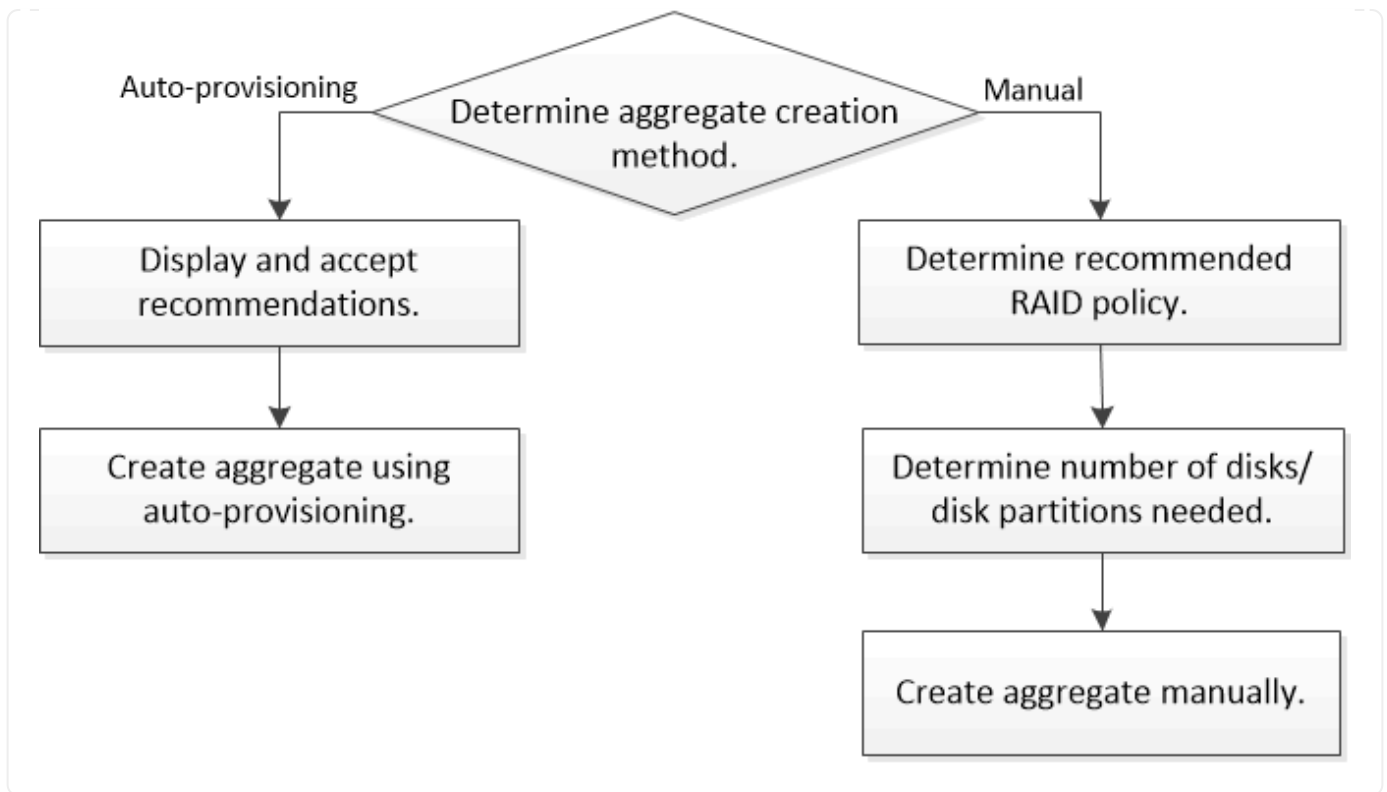 Auto-provisioning
Manual
Determine aggregate creation
method.
Display and accept
recommendations.
Determine recommended
RAID policy.
Create aggregate using
auto-provisioning.
Determine number of disks/
disk partitions needed.
Create aggregate manually.